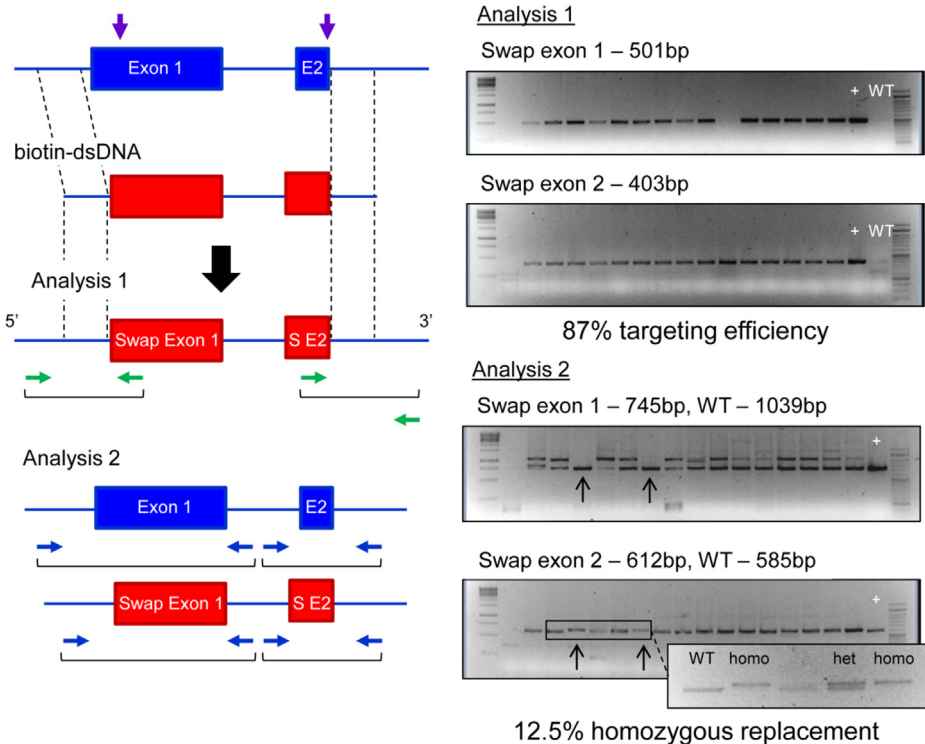 Exon 1
E2
biotin-dsDNA
Analysis 1
5’
3’
Swap Exon 1
S E2
Analysis 2
Exon 1
E2
Swap Exon 1
S E2
Analysis 1
Swap exon 1 – 501bp
+ WT
Swap exon 2 – 403bp
+ WT
87% targeting efficiency
Analysis 2
Swap exon 1 – 745bp, WT – 1039bp
+
Swap exon 2 – 612bp, WT – 585bp
+
WT homo het homo
12.5% homozygous replacement